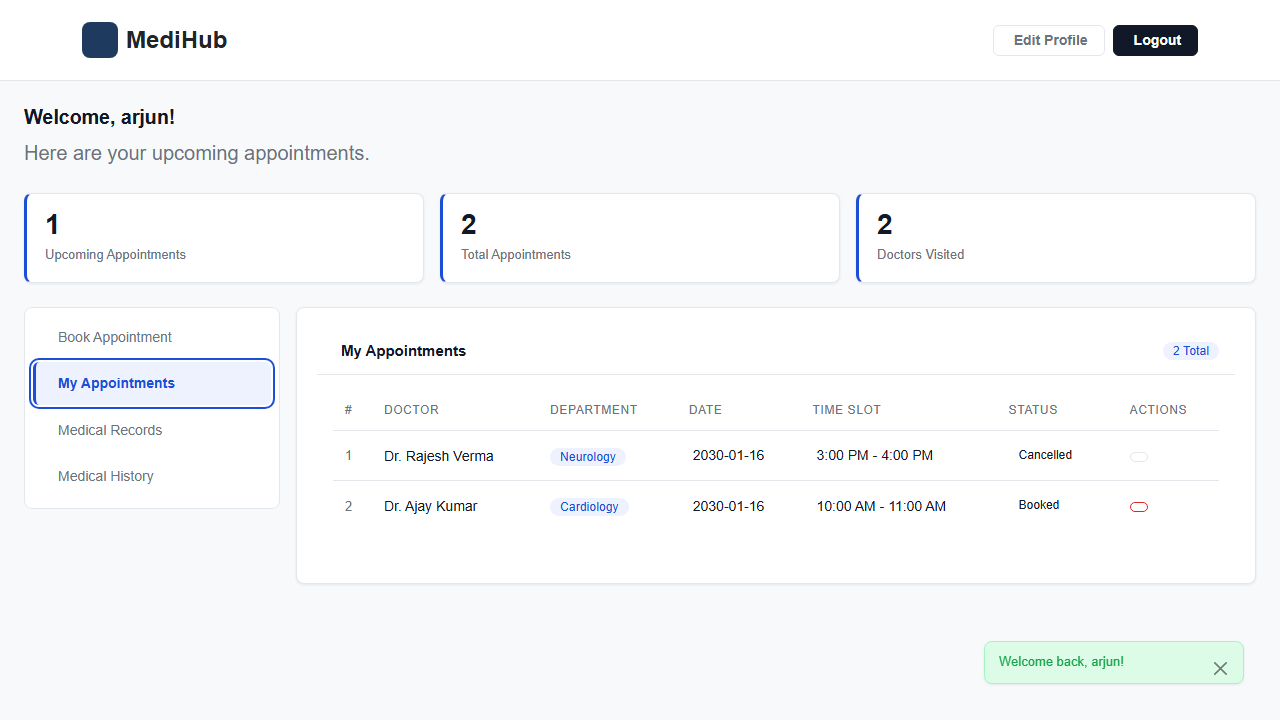 MediHub
Edit Profile
Logout
Welcome, arjun!
Here are your upcoming appointments.
1
Upcoming Appointments
2
Total Appointments
2
Doctors Visited
Book Appointment
My Appointments
Medical Records
Medical History
My Appointments
2 Total
# DOCTOR DEPARTMENT DATE TIME SLOT STATUS ACTIONS
1 Dr. Rajesh Verma Neurology 2030-01-16 3:00 PM - 4:00 PM Cancelled
2 Dr. Ajay Kumar Cardiology 2030-01-16 10:00 AM - 11:00 AM Booked
Welcome back, arjun!